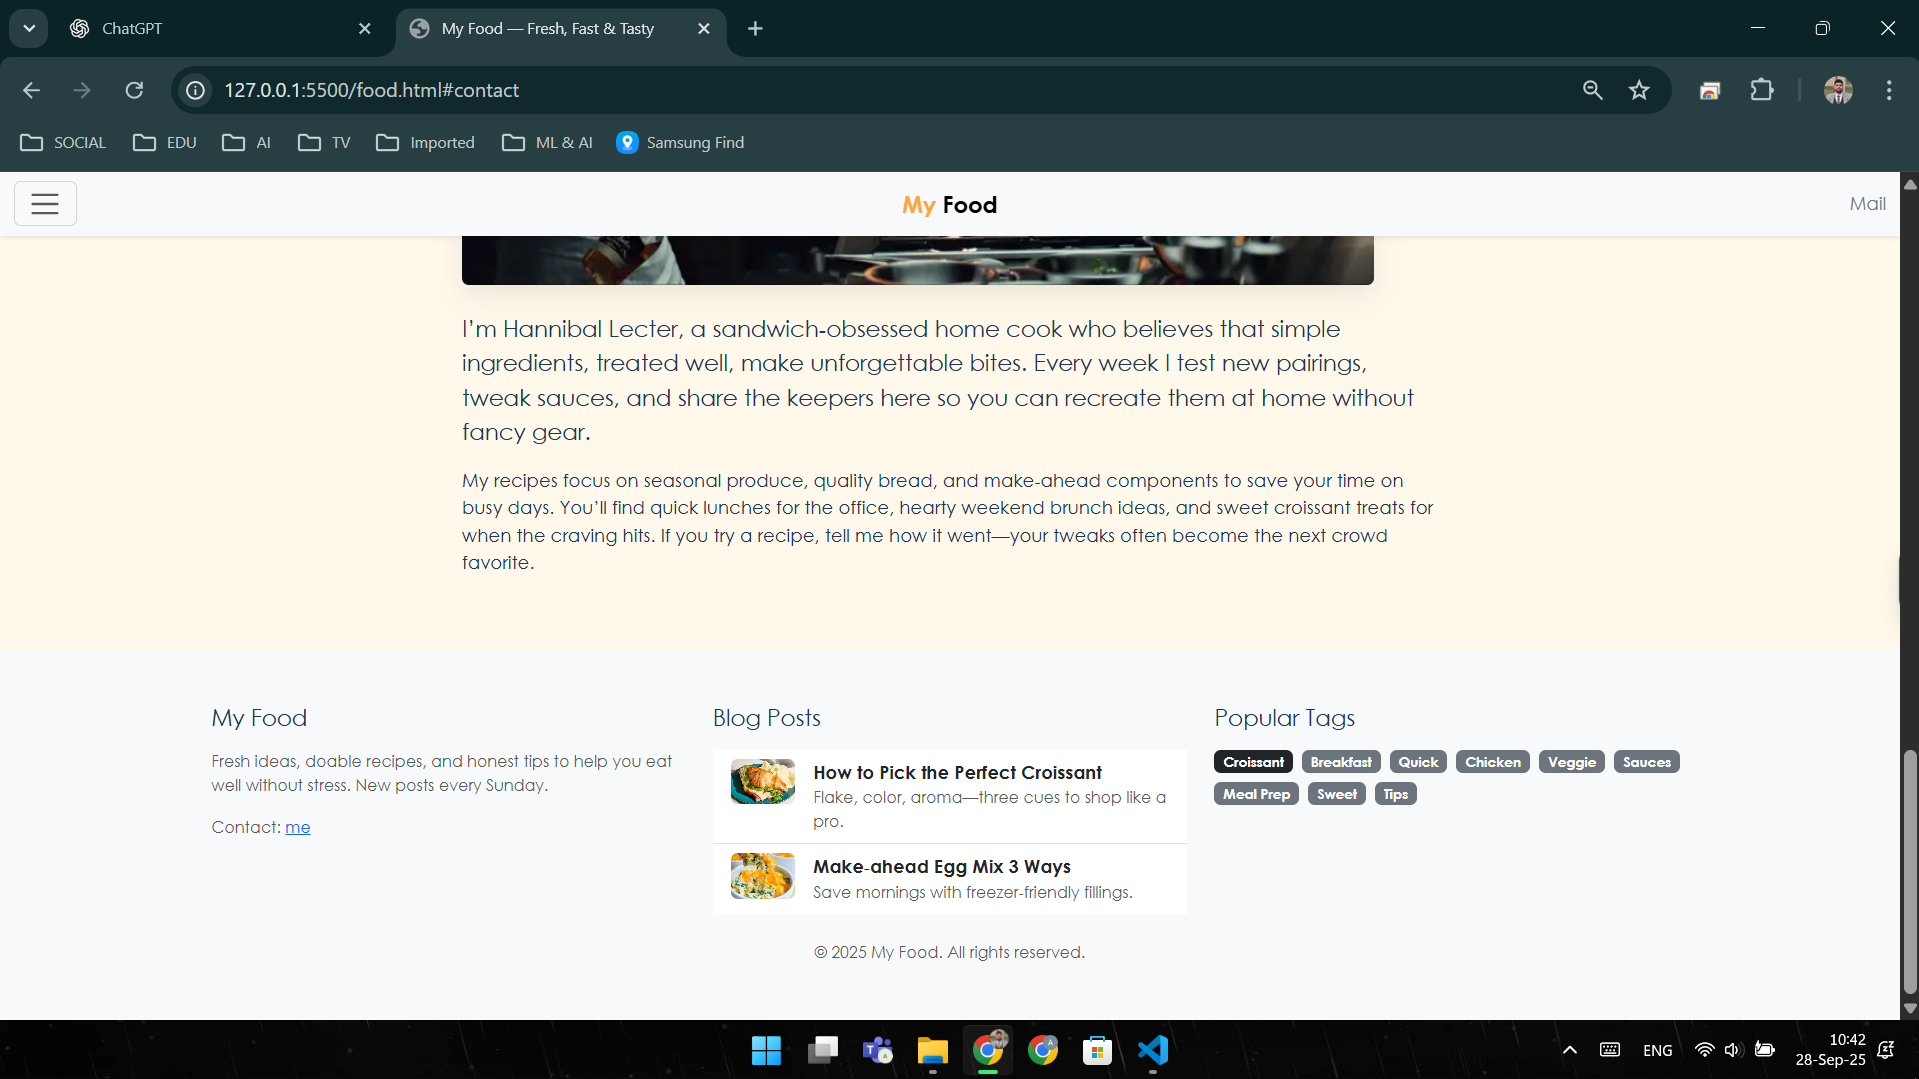 ChatGPT
My Food — Fresh, Fast & Tasty
127.0.0.1:5500/food.html#contact
SOCIAL
EDU
AI
TV
Imported
ML & AI
Samsung Find
My Food
Mail
I’m Hannibal Lecter, a sandwich-obsessed home cook who believes that simple
ingredients, treated well, make unforgettable bites. Every week I test new pairings,
tweak sauces, and share the keepers here so you can recreate them at home without
fancy gear.
My recipes focus on seasonal produce, quality bread, and make-ahead components to save your time on
busy days. You’ll find quick lunches for the office, hearty weekend brunch ideas, and sweet croissant treats for
when the craving hits. If you try a recipe, tell me how it went—your tweaks often become the next crowd
favorite.
My Food
Fresh ideas, doable recipes, and honest tips to help you eat
well without stress. New posts every Sunday.
Contact: me
Blog Posts
How to Pick the Perfect Croissant
Flake, color, aroma—three cues to shop like a
pro.
Make-ahead Egg Mix 3 Ways
Save mornings with freezer-friendly fillings.
Popular Tags
Croissant Breakfast Quick Chicken Veggie Sauces
Meal Prep Sweet Tips
© 2025 My Food. All rights reserved.
ENG
10:42
28-Sep-25